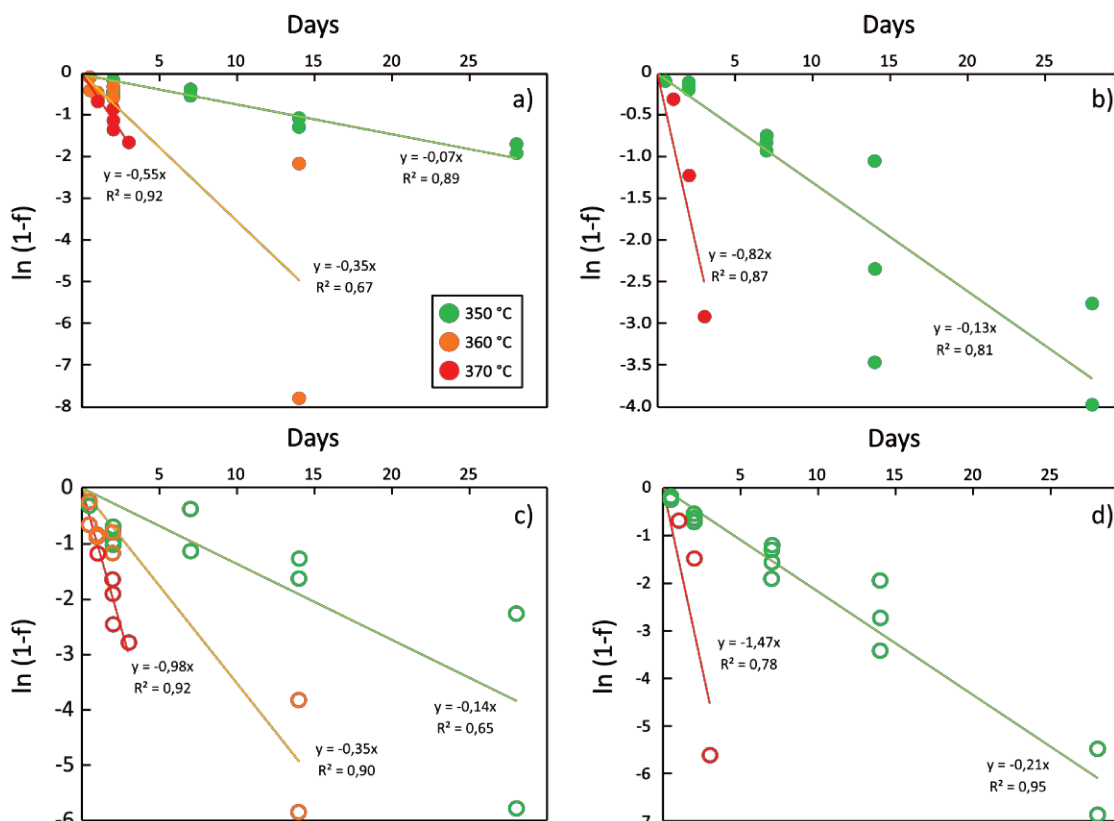 Days
5 10 15 20 25
0
-1
-2
-3
-4
-5
-6
-7
-8
ln (1-f)
a)
y = -0,07x
R² = 0,89
y = -0,55x
R² = 0,92
y = -0,35x
R² = 0,67
350 °C
360 °C
370 °C
Days
5 10 15 20 25
0
-0.5
-1.0
-1.5
-2.0
-2.5
-3.0
-3.5
-4.0
ln (1-f)
b)
y = -0,82x
R² = 0,87
y = -0,13x
R² = 0,81
Days
5 10 15 20 25
0
-1
-2
-3
-4
-5
-6
ln (1-f)
c)
y = -0,98x
R² = 0,92
y = -0,14x
R² = 0,65
y = -0,35x
R² = 0,90
Days
5 10 15 20 25
0
-1
-2
-3
-4
-5
-6
-7
ln (1-f)
d)
y = -1,47x
R² = 0,78
y = -0,21x
R² = 0,95